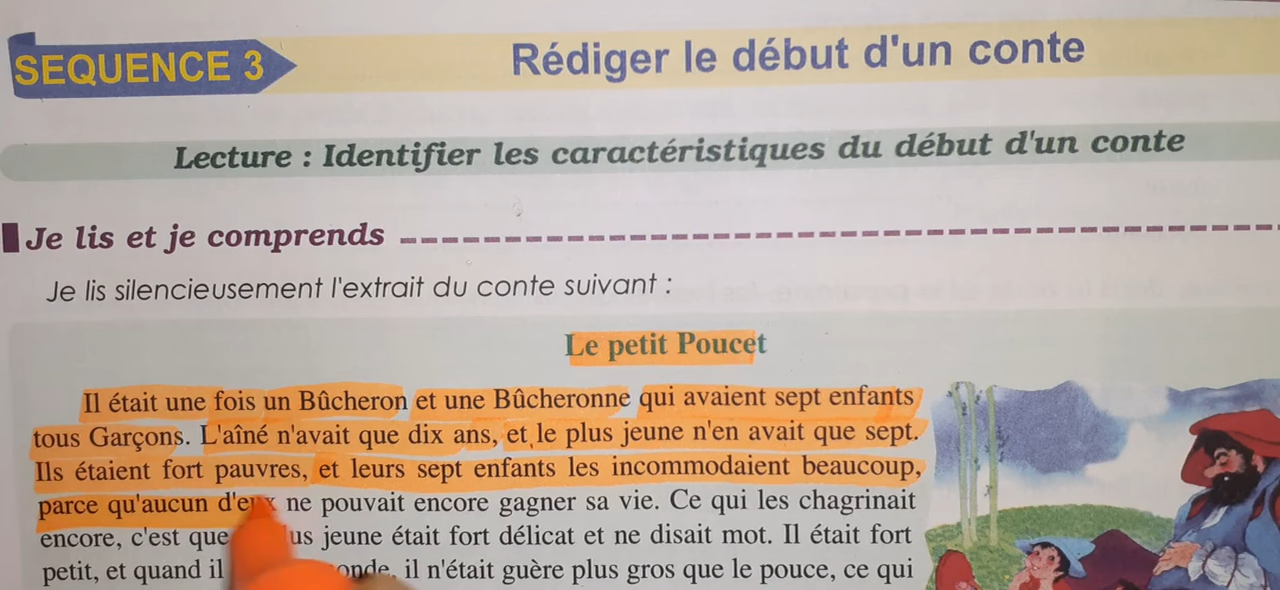 SEQUENCE 3
Rédiger le début d'un conte
Lecture : Identifier les caractéristiques du début d'un conte
Je lis et je comprends
Je lis silencieusement l'extrait du conte suivant :
Le petit Poucet
Il était une fois un Bûcheron et une Bûcheronne qui avaient sept enfants
tous Garçons. L'aîné n'avait que dix ans, et le plus jeune n'en avait que sept.
Ils étaient fort pauvres, et leurs sept enfants les incommodaient beaucoup,
parce qu'aucun d'eux ne pouvait encore gagner sa vie. Ce qui les chagrinait
encore, c'est que jeune était fort délicat et ne disait mot. Il était fort
petit, et quand il il n'était guère plus gros que le pouce, ce qui